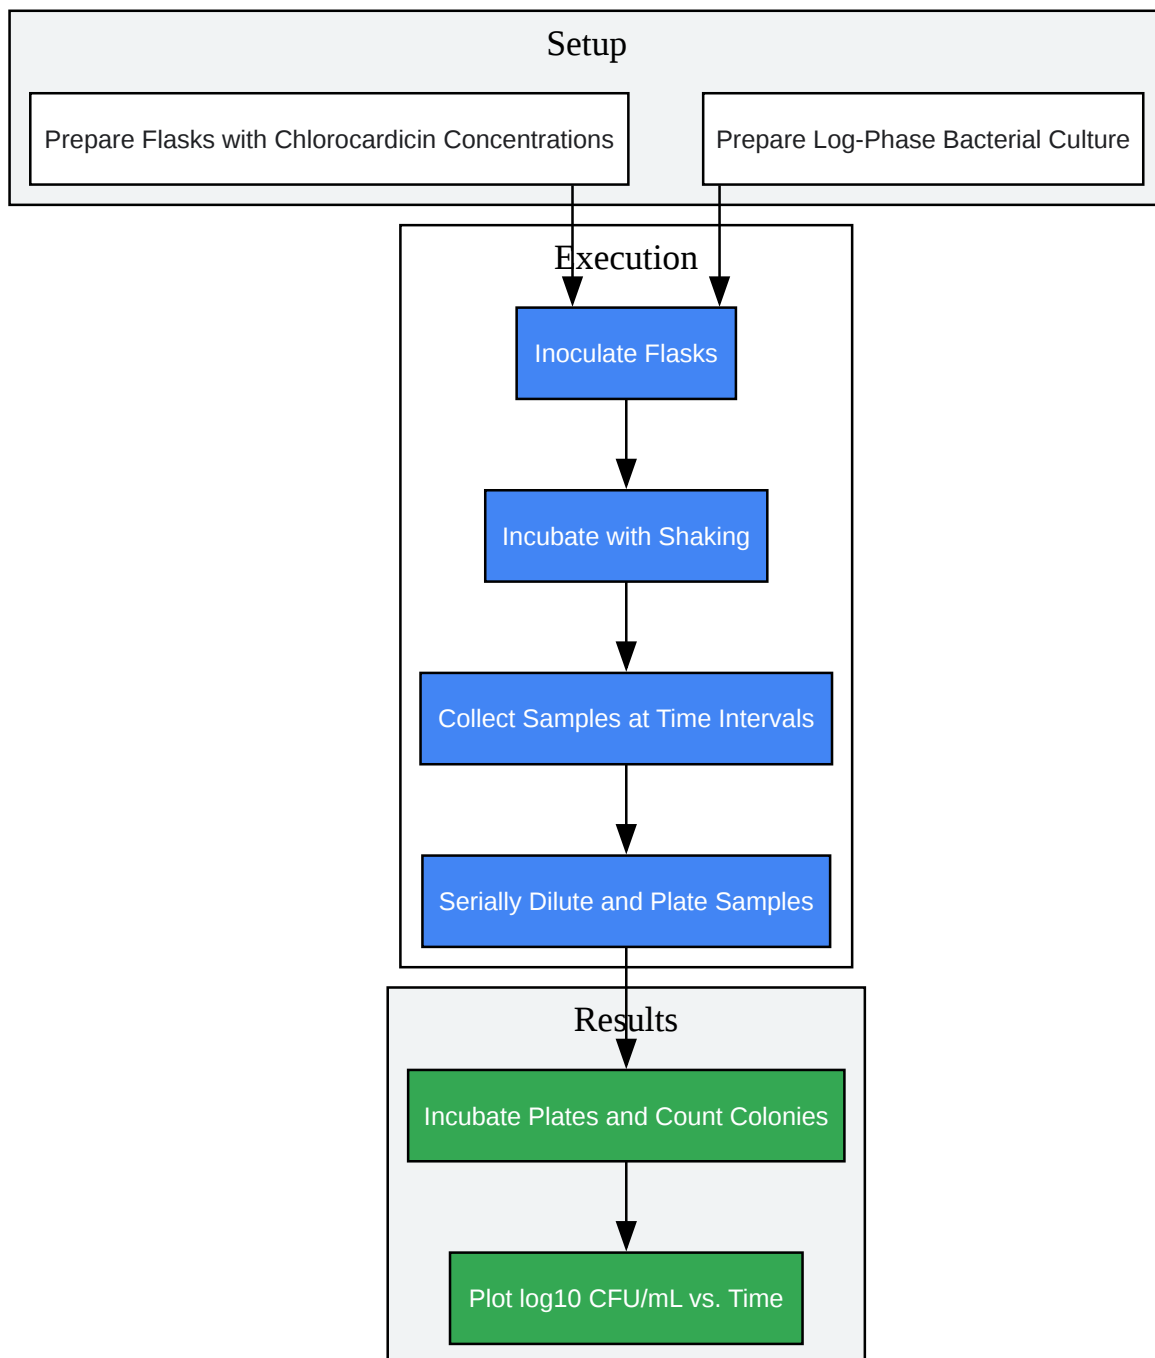 Setup
Prepare Flasks with Chlorocardicin Concentrations
Prepare Log-Phase Bacterial Culture
Execution
Inoculate Flasks
Incubate with Shaking
Collect Samples at Time Intervals
Serially Dilute and Plate Samples
Results
Incubate Plates and Count Colonies
Plot log10 CFU/mL vs. Time